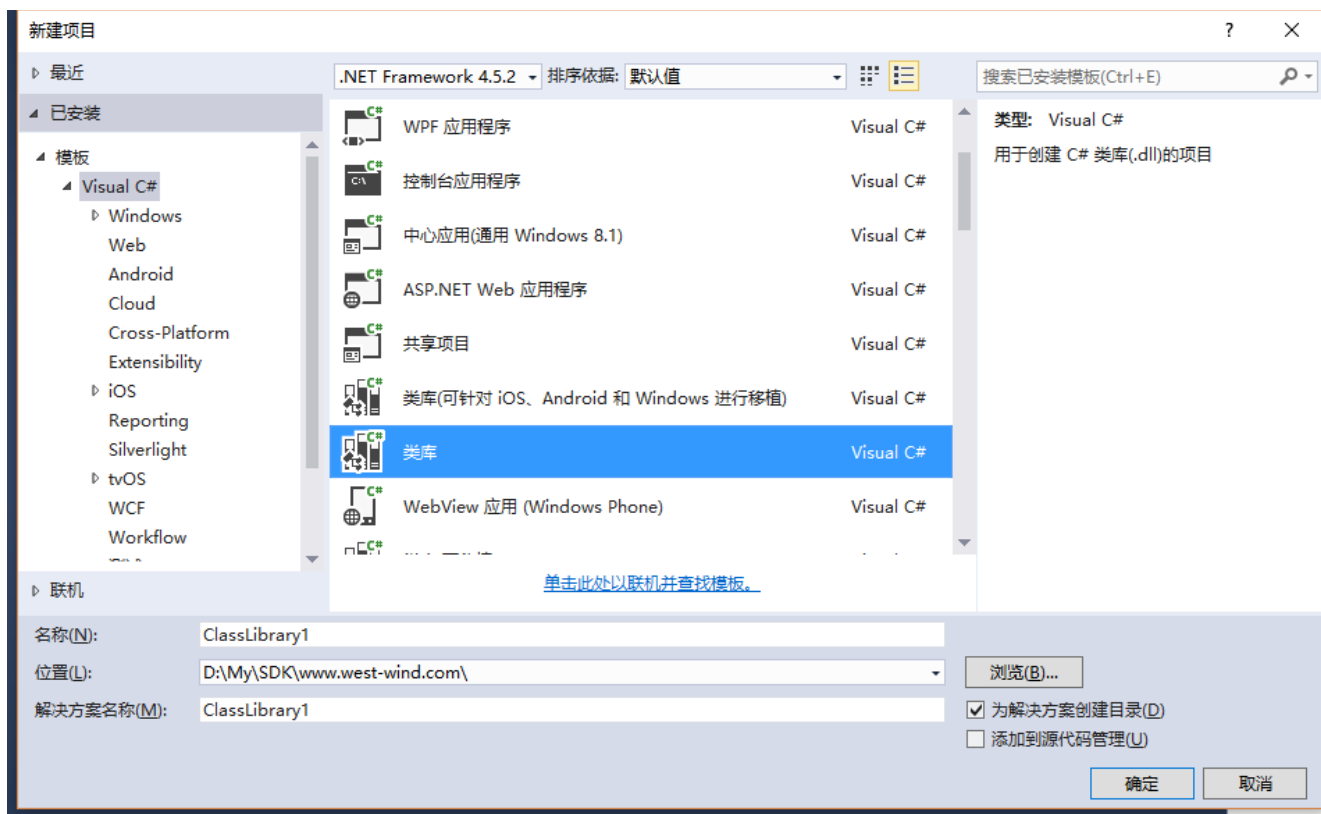 新建项目
?
最近
.NET Framework 4.5.2 排序依据: 默认值
搜索已安装模板(Ctrl+E)
已安装
模板
Visual C#
Windows
Web
Android
Cloud
Cross-Platform
Extensibility
iOS
Reporting
Silverlight
tvOS
WCF
Workflow
联机
C# WPF 应用程序 Visual C#
C# C:\ 控制台应用程序 Visual C#
C# 中心应用(通用 Windows 8.1) Visual C#
C# ASP.NET Web 应用程序 Visual C#
C# 共享项目 Visual C#
C# 类库(可针对 iOS、Android 和 Windows 进行移植) Visual C#
C# 类库 Visual C#
C# WebView 应用 (Windows Phone) Visual C#
C#
单击此处以联机并查找模板。
类型: Visual C#
用于创建 C# 类库(.dll)的项目
名称(N): ClassLibrary1
位置(L): D:\My\SDK\www.west-wind.com\ 浏览(B)...
解决方案名称(M): ClassLibrary1 为解决方案创建目录(D)
添加到源代码管理(U)
确定 取消